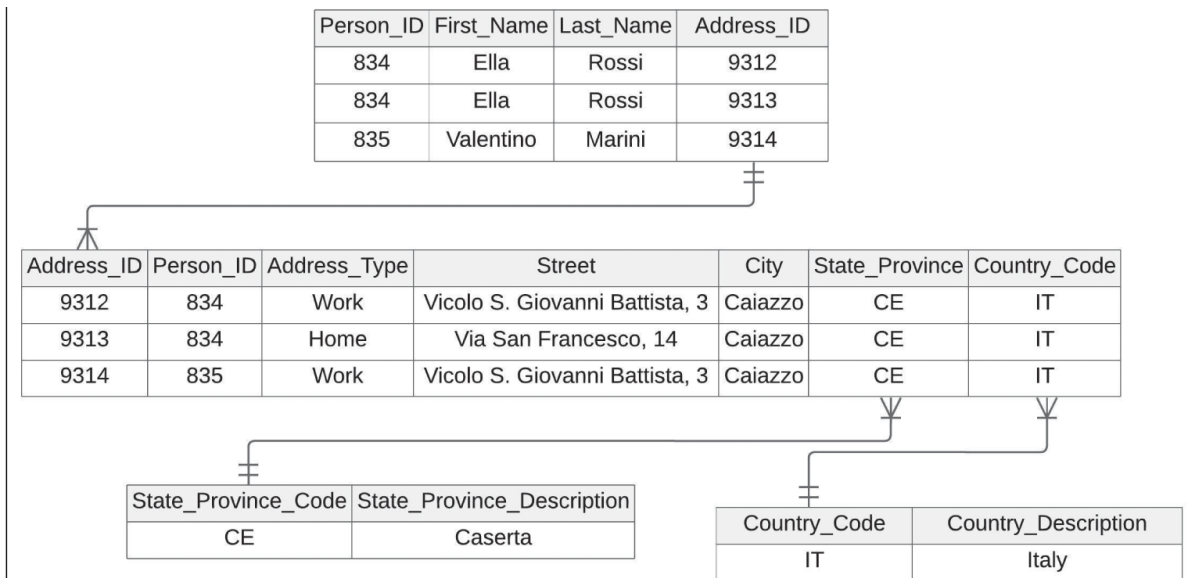 Person_ID First_Name Last_Name Address_ID
834 Ella Rossi 9312
834 Ella Rossi 9313
835 Valentino Marini 9314
Address_ID Person_ID Address_Type Street City State_Province Country_Code
9312 834 Work Vicolo S. Giovanni Battista, 3 Caiazzo CE IT
9313 834 Home Via San Francesco, 14 Caiazzo CE IT
9314 835 Work Vicolo S. Giovanni Battista, 3 Caiazzo CE IT
State_Province_Code State_Province_Description
CE Caserta
Country_Code Country_Description
IT Italy